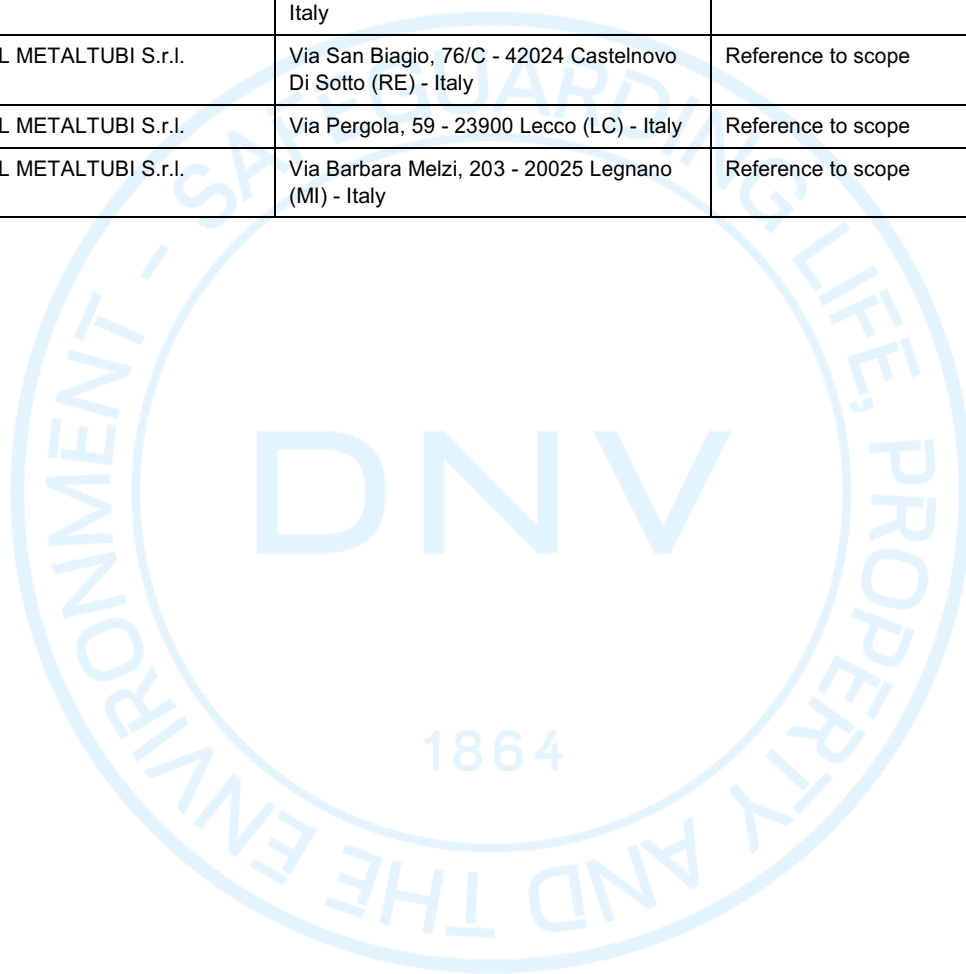 Italy
L METALTUBI S.r.l. Via San Biagio, 76/C - 42024 Castelnovo Reference to scope
Di Sotto (RE) - Italy
L METALTUBI S.r.l. Via Pergola, 59 - 23900 Lecco (LC) - Italy Reference to scope
L METALTUBI S.r.l. Via Barbara Melzi, 203 - 20025 Legnano Reference to scope
(MI) - Italy
SAFEGUARDING LIFE, PROPERTY AND THE ENVIRONMENT -
DNV
1864